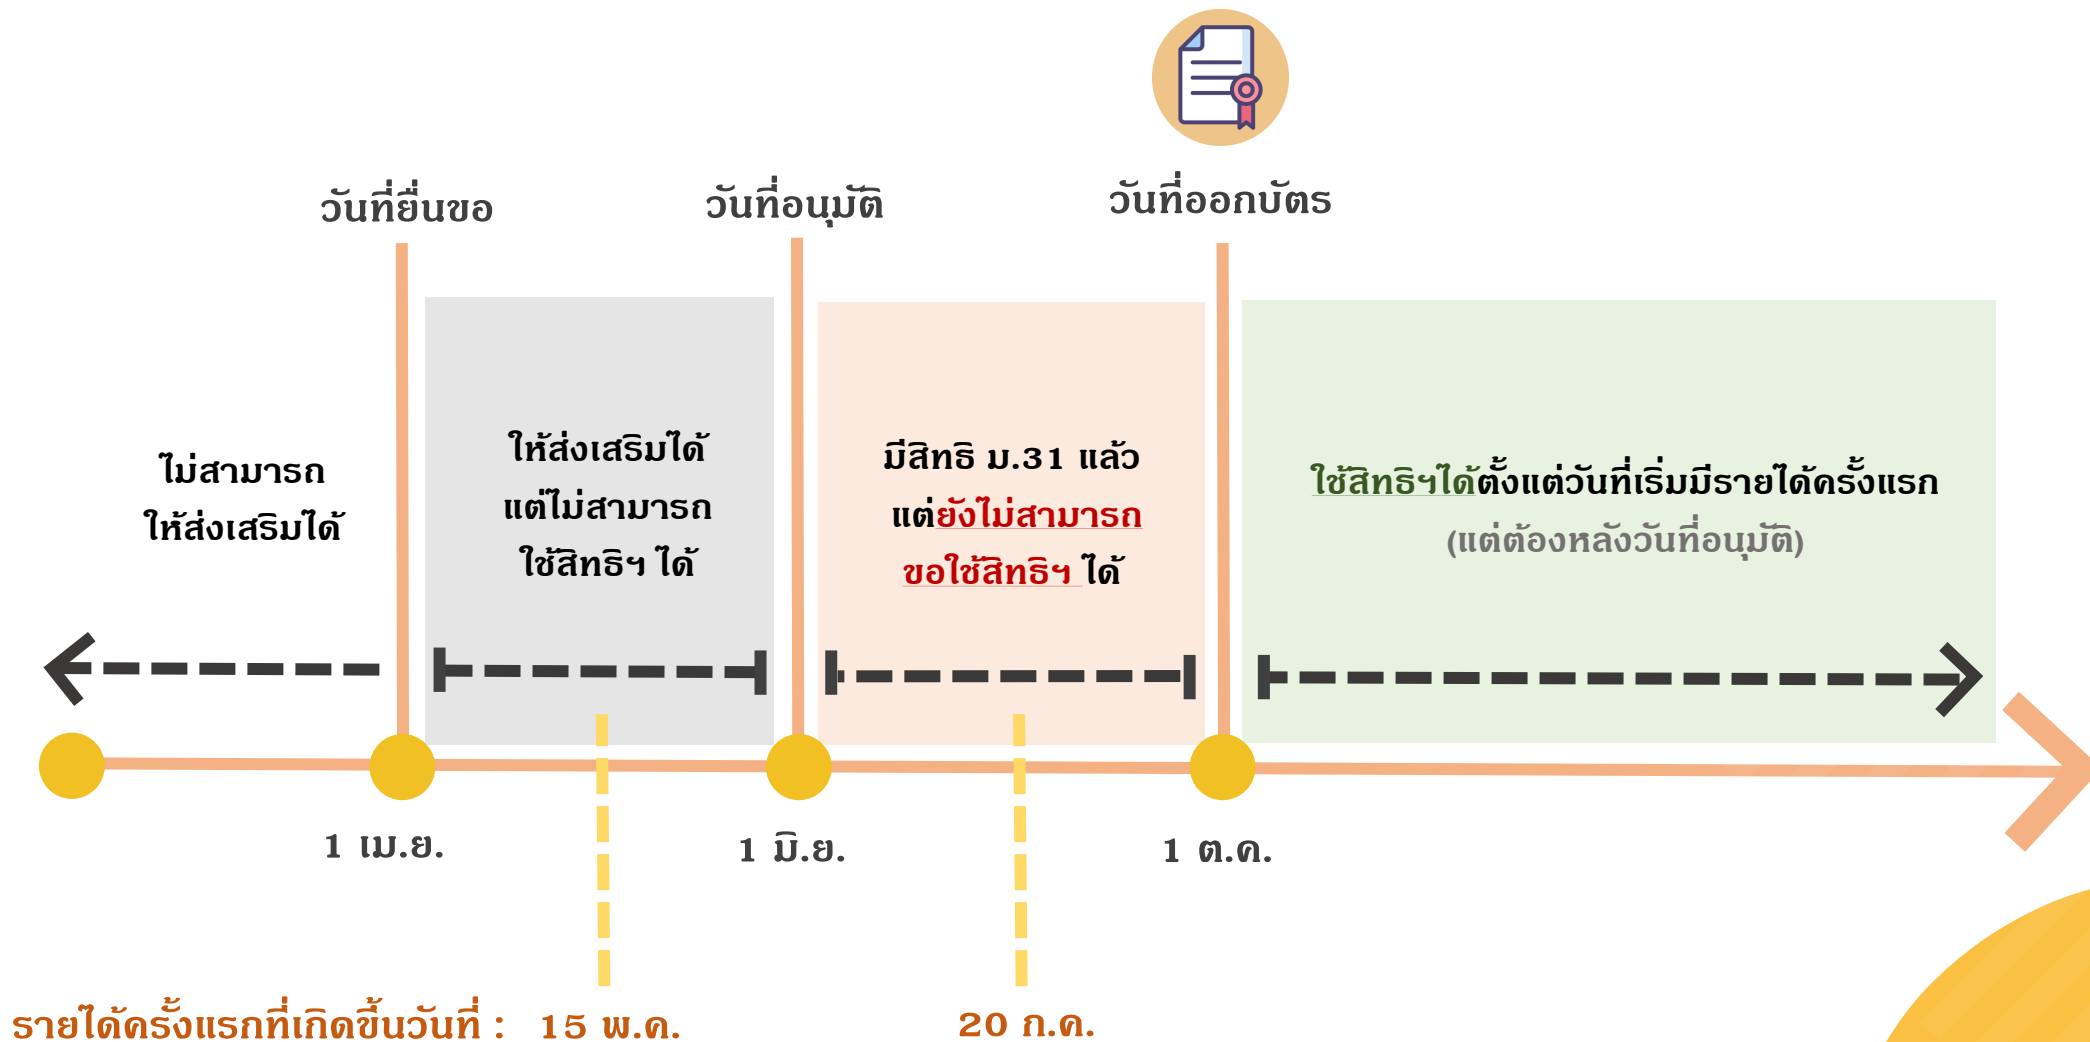 วันที่ยื่นขอ
วันที่อนุมัติ
วันที่ออกบัตร
ไม่สามารถ
ให้ส่งเสริมได้
ให้ส่งเสริมได้
แต่ไม่สามารถ
ใช้สิทธิฯ ได้
มีสิทธิ ม.31 แล้ว
แต่ยังไม่สามารถ
ขอใช้สิทธิฯ ได้
ใช้สิทธิฯได้ตั้งแต่วันที่เริ่มมีรายได้ครั้งแรก
(แต่ต้องหลังวันที่อนุมัติ)
1 เม.ย.
1 มิ.ย.
1 ต.ค.
รายได้ครั้งแรกที่เกิดขึ้นวันที่ : 15 พ.ค.
20 ก.ค.